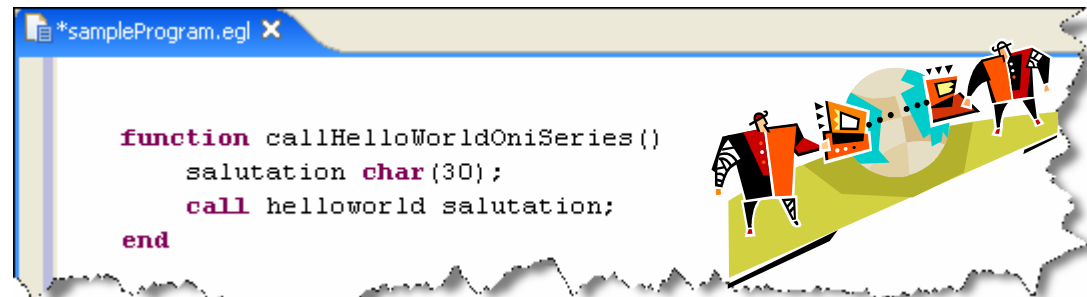 *sampleProgram.egl
function callHelloWorldOniSeries()
salutation char(30);
call helloworld salutation;
end